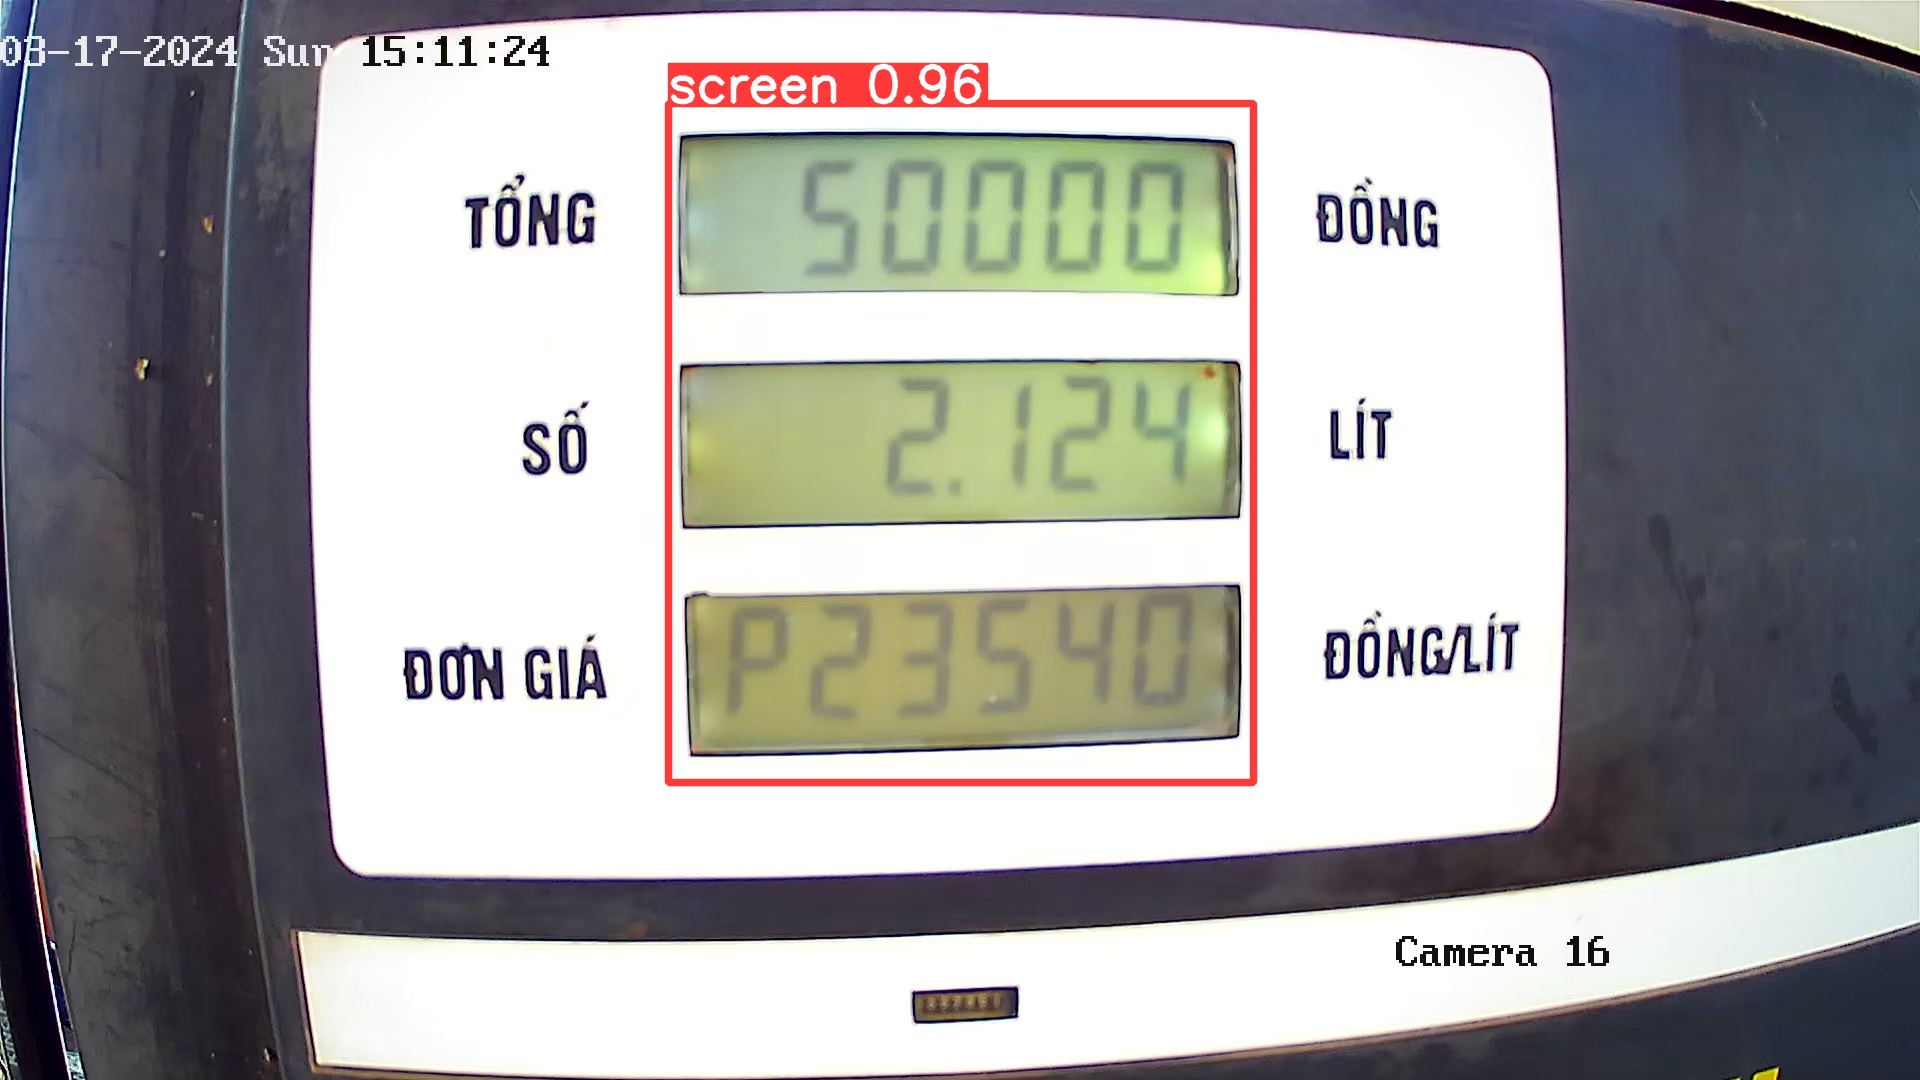 03-17-2024 Sun 15:11:24
screen 0.96
TỔNG 50000 ĐỒNG
SỐ 2.124 LÍT
ĐƠN GIÁ P23540 ĐỒNG/LÍT
Camera 16